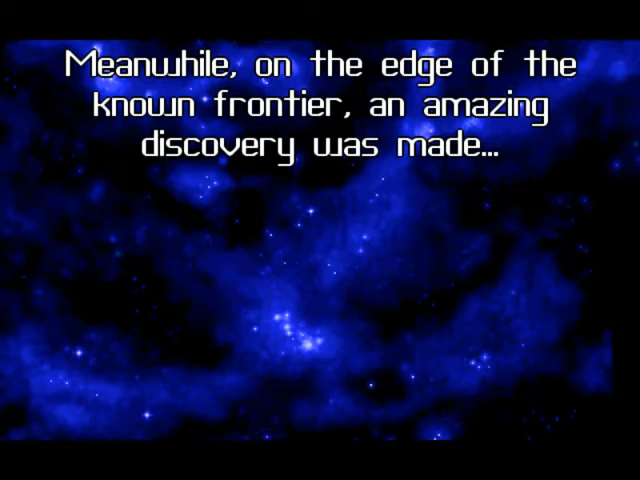 Meanwhile, on the edge of the
known frontier, an amazing
discovery was made...